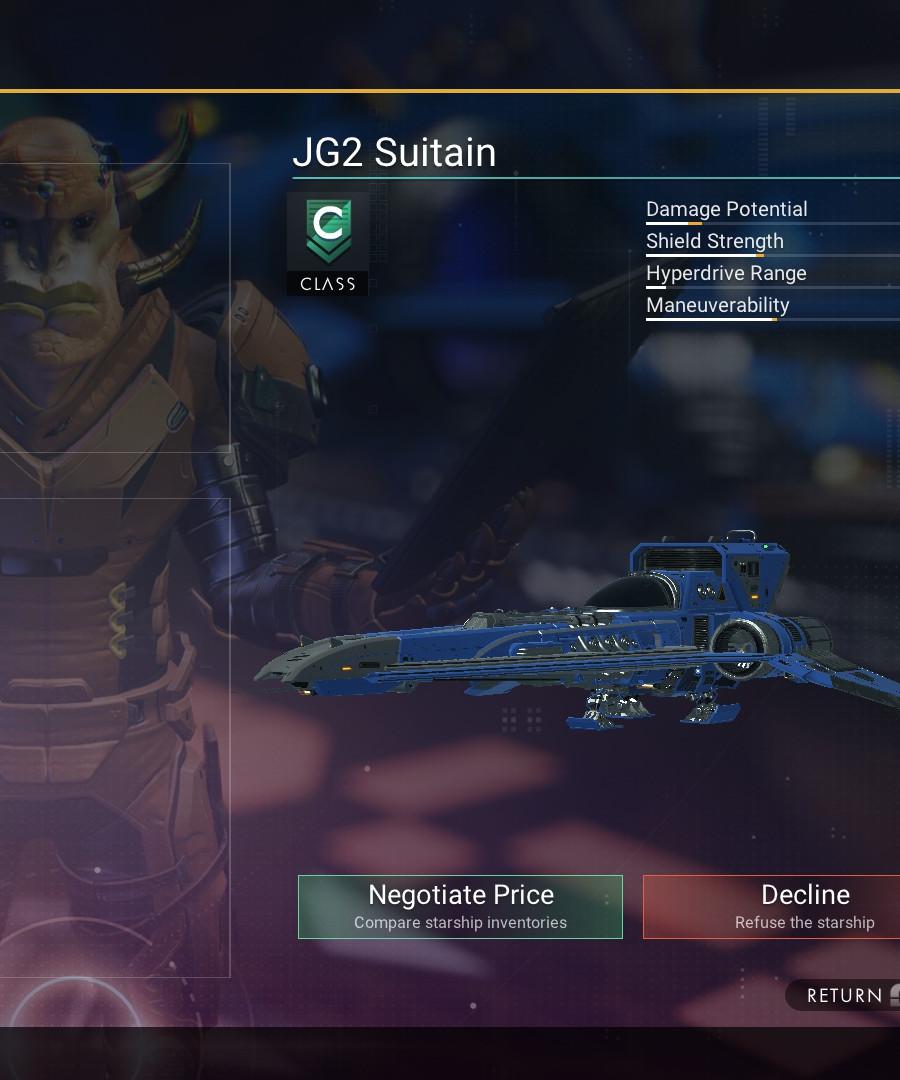 JG2 Suitain
C
CLASS
Damage Potential
Shield Strength
Hyperdrive Range
Maneuverability
Negotiate Price
Compare starship inventories
Decline
Refuse the starship
RETURN